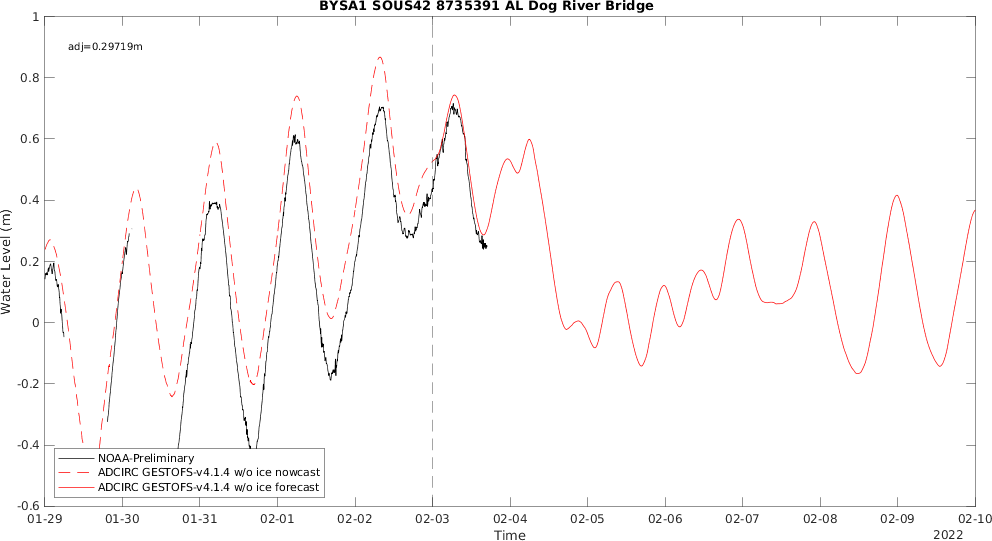 BYSA1 SOUS42 8735391 AL Dog River Bridge
adj=0.29719m
Water Level (m)
1
0.8
0.6
0.4
0.2
0
-0.2
-0.4
-0.6
NOAA-Preliminary
ADCIRC GESTOFS-v4.1.4 w/o ice nowcast
ADCIRC GESTOFS-v4.1.4 w/o ice forecast
01-29 01-30 01-31 02-01 02-02 02-03 02-04 02-05 02-06 02-07 02-08 02-09 02-10
Time
2022